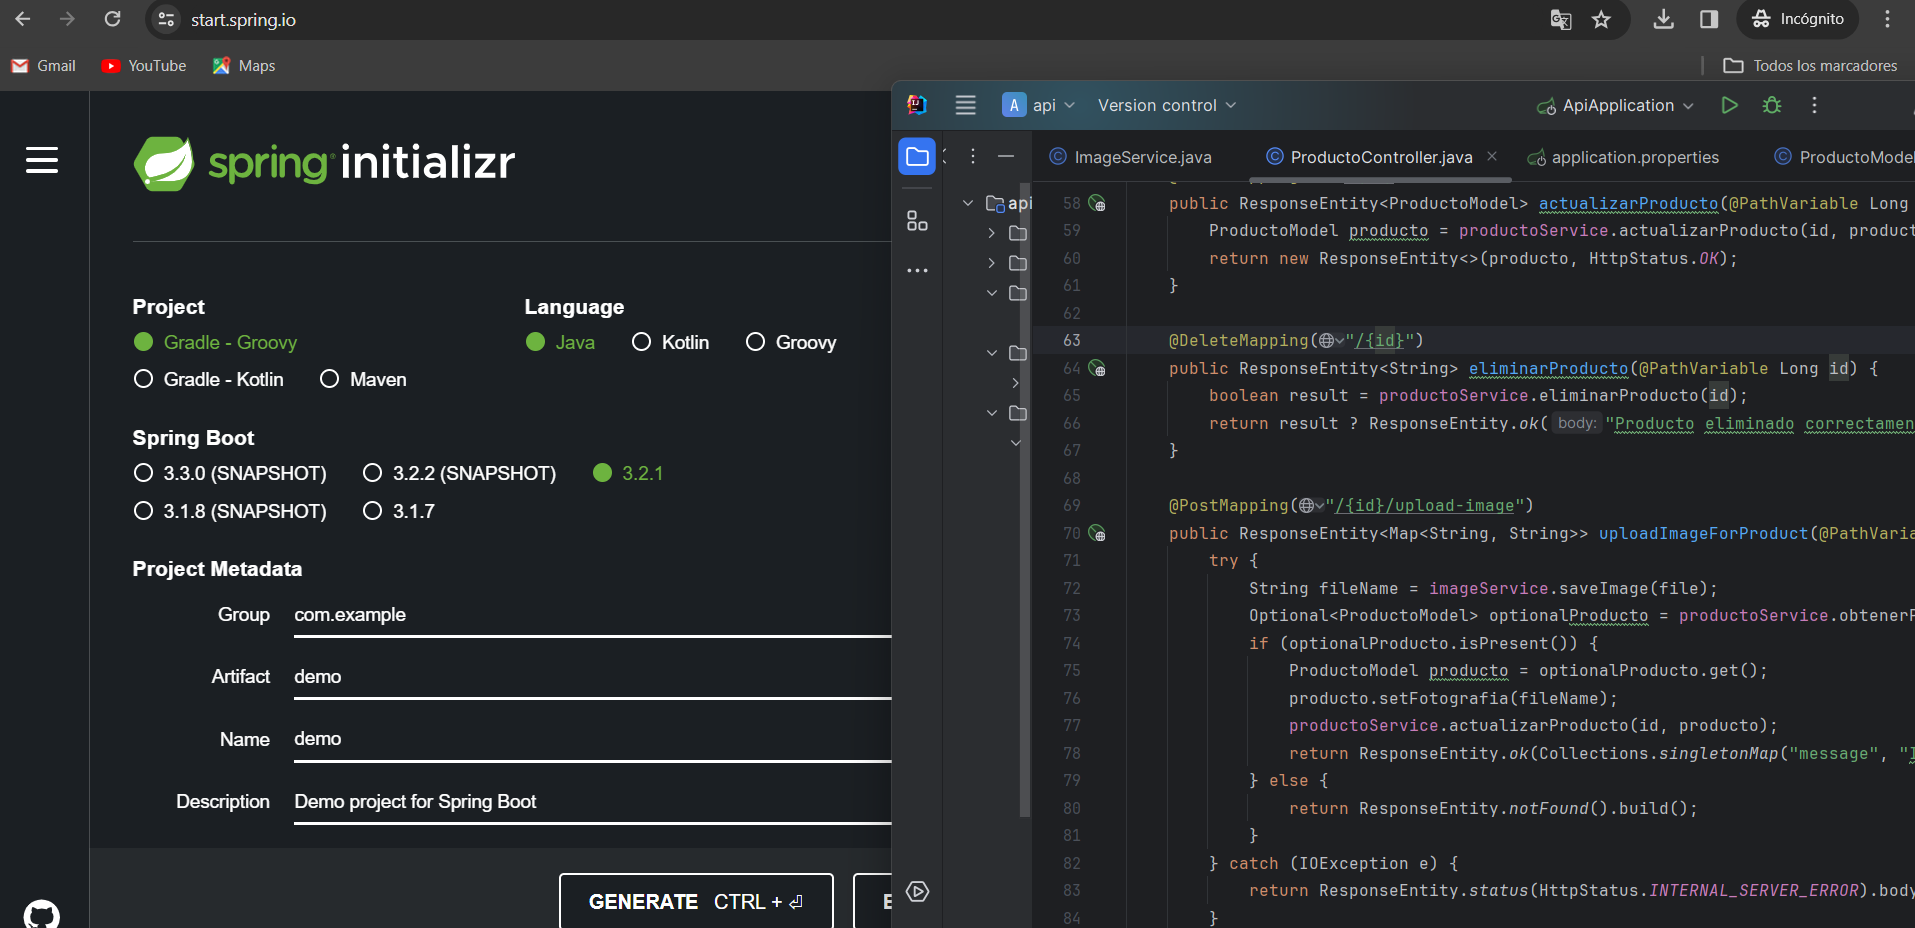 start.spring.io
Incógnito
Gmail
YouTube
Maps
Todos los marcadores
spring initializr
Project
Gradle - Groovy
Gradle - Kotlin
Maven
Language
Java
Kotlin
Groovy
Spring Boot
3.3.0 (SNAPSHOT)
3.2.2 (SNAPSHOT)
3.2.1
3.1.8 (SNAPSHOT)
3.1.7
Project Metadata
Group com.example
Artifact demo
Name demo
Description Demo project for Spring Boot
GENERATE CTRL + ⏎
E
A api
Version control
ApiApplication
ImageService.java
ProductoController.java
application.properties
ProductoModel
api
58 public ResponseEntity<ProductoModel> actualizarProducto(@PathVariable Long
59 ProductoModel producto = productoService.actualizarProducto(id, product
60 return new ResponseEntity<>(producto, HttpStatus.OK);
61 }
62
63 @DeleteMapping("/{id}")
64 public ResponseEntity<String> eliminarProducto(@PathVariable Long id) {
65 boolean result = productoService.eliminarProducto(id);
66 return result ? ResponseEntity.ok( body: "Producto eliminado correctamen
67 }
68
69 @PostMapping("/{id}/upload-image")
70 public ResponseEntity<Map<String, String>> uploadImageForProduct(@PathVaria
71 try {
72 String fileName = imageService.saveImage(file);
73 Optional<ProductoModel> optionalProducto = productoService.obtenerP
74 if (optionalProducto.isPresent()) {
75 ProductoModel producto = optionalProducto.get();
76 producto.setFotografia(fileName);
77 productoService.actualizarProducto(id, producto);
78 return ResponseEntity.ok(Collections.singletonMap("message", "I
79 } else {
80 return ResponseEntity.notFound().build();
81 }
82 } catch (IOException e) {
83 return ResponseEntity.status(HttpStatus.INTERNAL_SERVER_ERROR).body
84 }